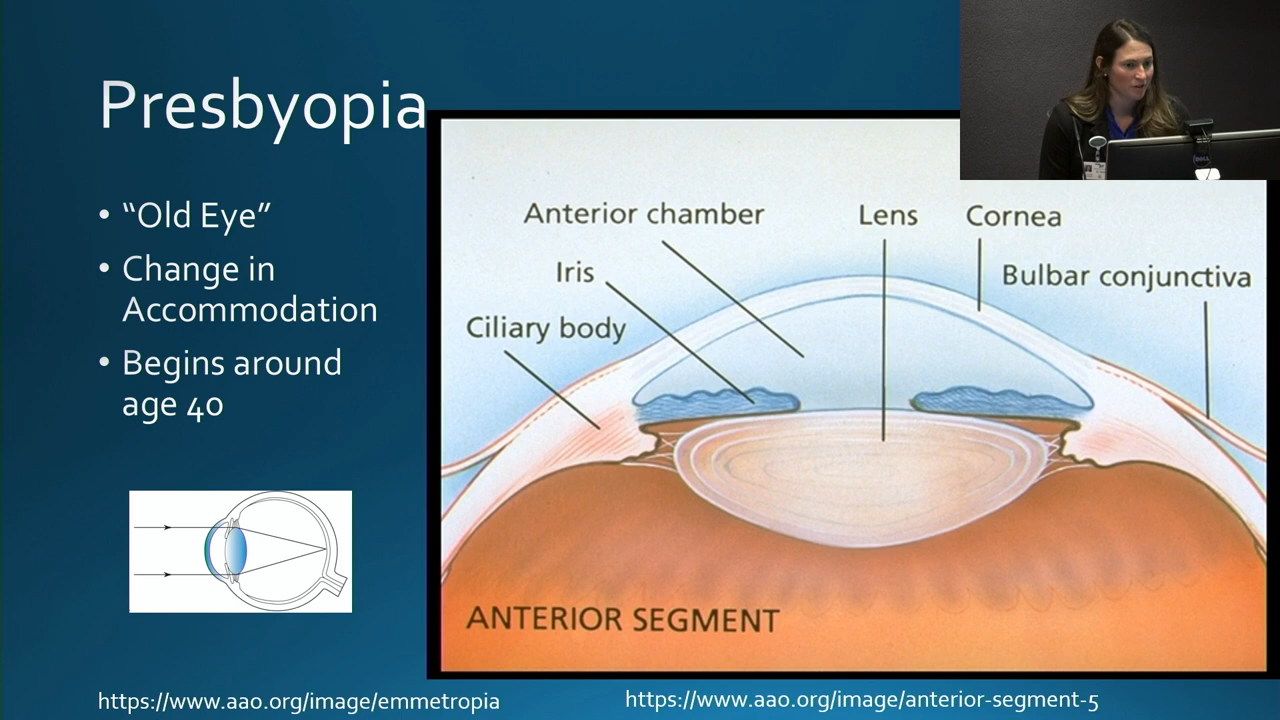 Presbyopia
• "Old Eye"
• Change in
Accommodation
• Begins around
age 40
Anterior chamber
Lens
Cornea
Iris
Bulbar conjunctiva
Ciliary body
ANTERIOR SEGMENT
https://www.aao.org/image/emmetropia
https://www.aao.org/image/anterior-segment-5
DELL